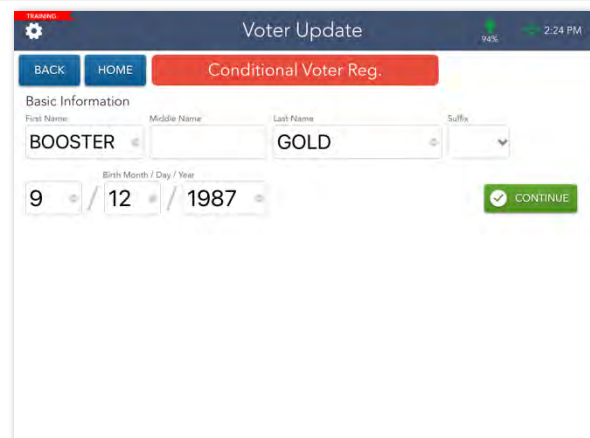 TRAINING
Voter Update
94%
2:24 PM
BACK
HOME
Conditional Voter Reg.
Basic Information
First Name
Middle Name
Last Name
Suffix
BOOSTER
GOLD
Birth Month / Day / Year
9 / 12 / 1987
CONTINUE